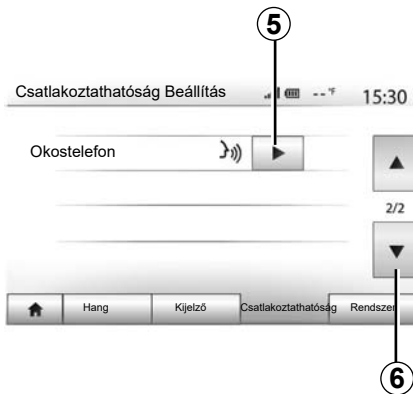 5
Csatlakoztathatóság Beállítás --°F 15:30
Okostelefon
2/2
Hang Kijelző Csatlakoztathatóság Rendszer
6